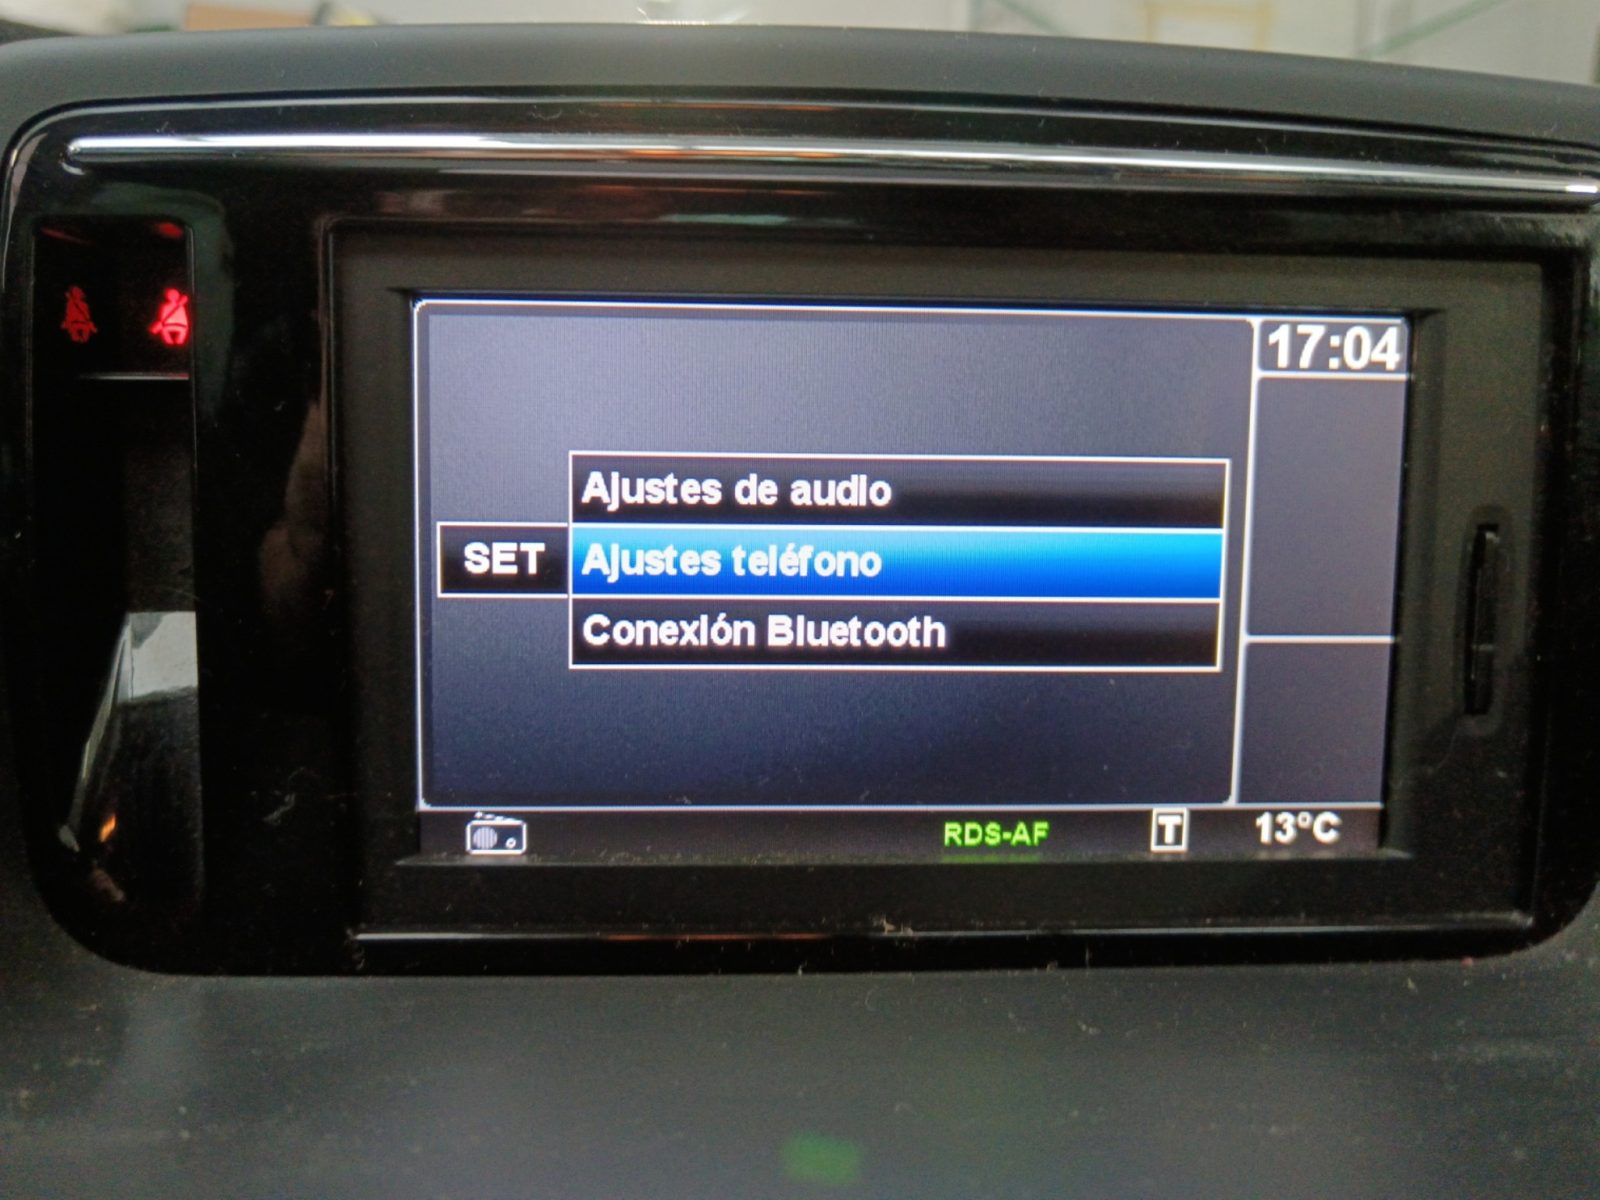 17:04
Ajustes de audio
SET
Ajustes teléfono
Conexión Bluetooth
RDS-AF
T
13°C